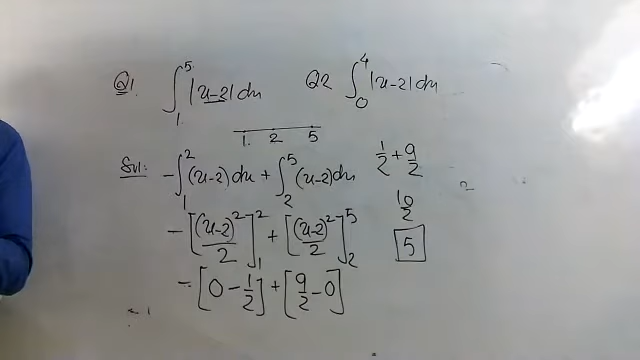 Q1. ∫₁⁵ |x-2| dx Q2 ∫₀⁴ |x-2| dx
1 2 5
Sol: -∫₁² (x-2) dx + ∫₂⁵ (x-2) dx
-[(x-2)²/2]₁² + [(x-2)²/2]₂⁵
-[0 - 1/2] + [9/2 - 0]
1/2 + 9/2
10/2
5